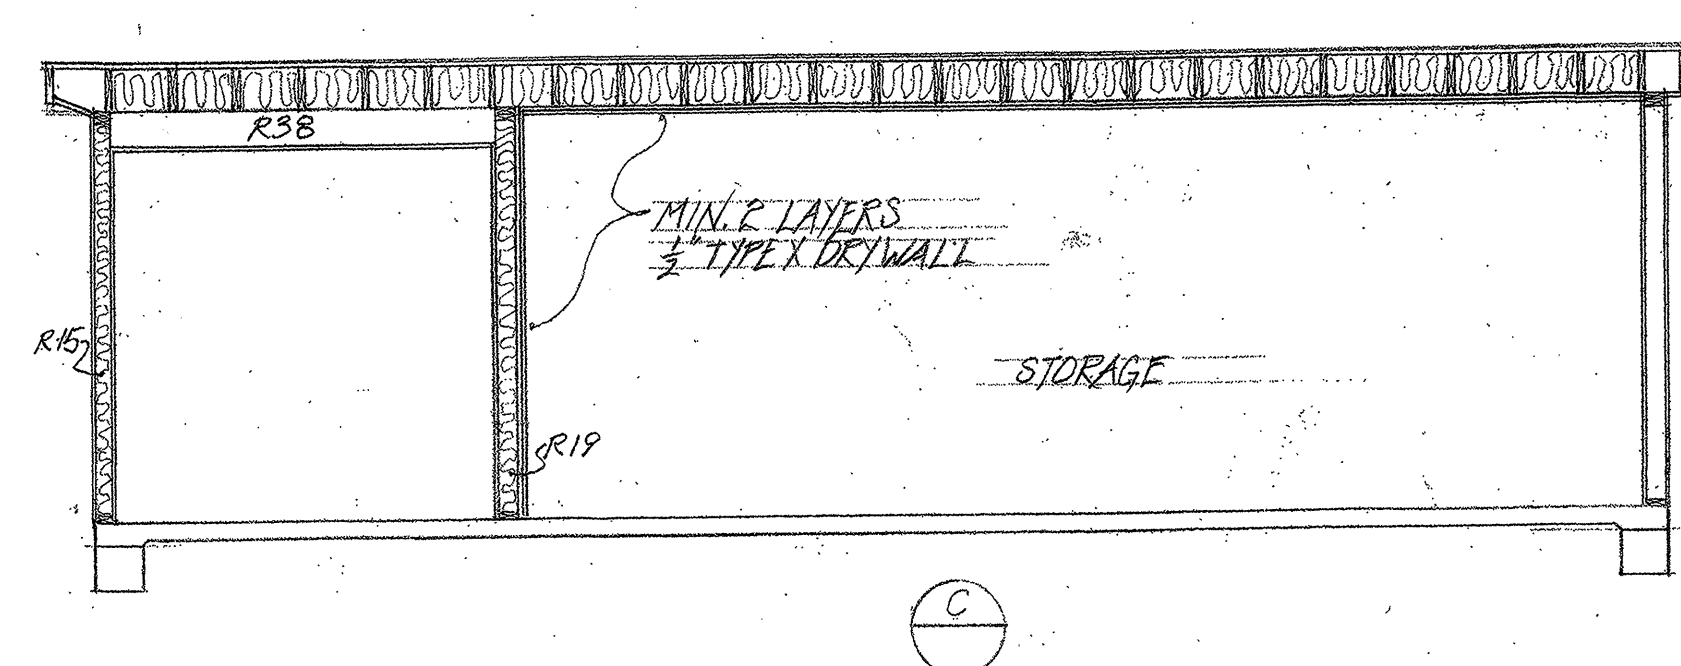 R38
MIN. 2 LAYERS
½" TYPE X DRYWALL
R15
STORAGE
R19
C